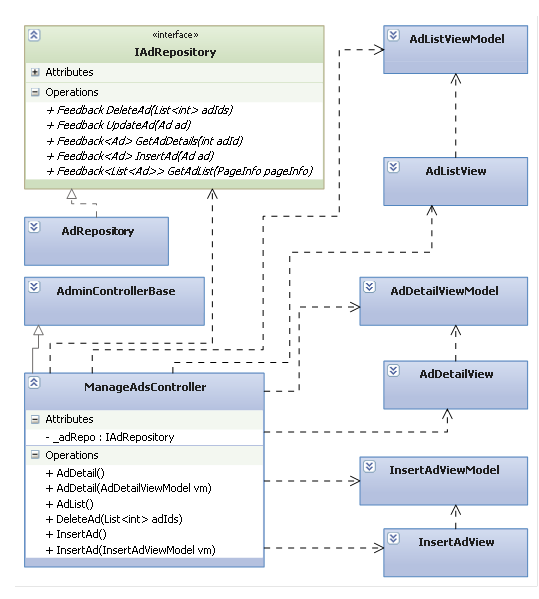 «interface»
IAdRepository
Attributes
Operations
+ Feedback DeleteAd(List<int> adIds)
+ Feedback UpdateAd(Ad ad)
+ Feedback<Ad> GetAdDetails(int adId)
+ Feedback<Ad> InsertAd(Ad ad)
+ Feedback<List<Ad>> GetAdList(PageInfo pageInfo)
AdRepository
AdminControllerBase
ManageAdsController
Attributes
- _adRepo : IAdRepository
Operations
+ AdDetail()
+ AdDetail(AdDetailViewModel vm)
+ AdList()
+ DeleteAd(List<int> adIds)
+ InsertAd()
+ InsertAd(InsertAdViewModel vm)
AdListViewModel
AdListView
AdDetailViewModel
AdDetailView
InsertAdViewModel
InsertAdView